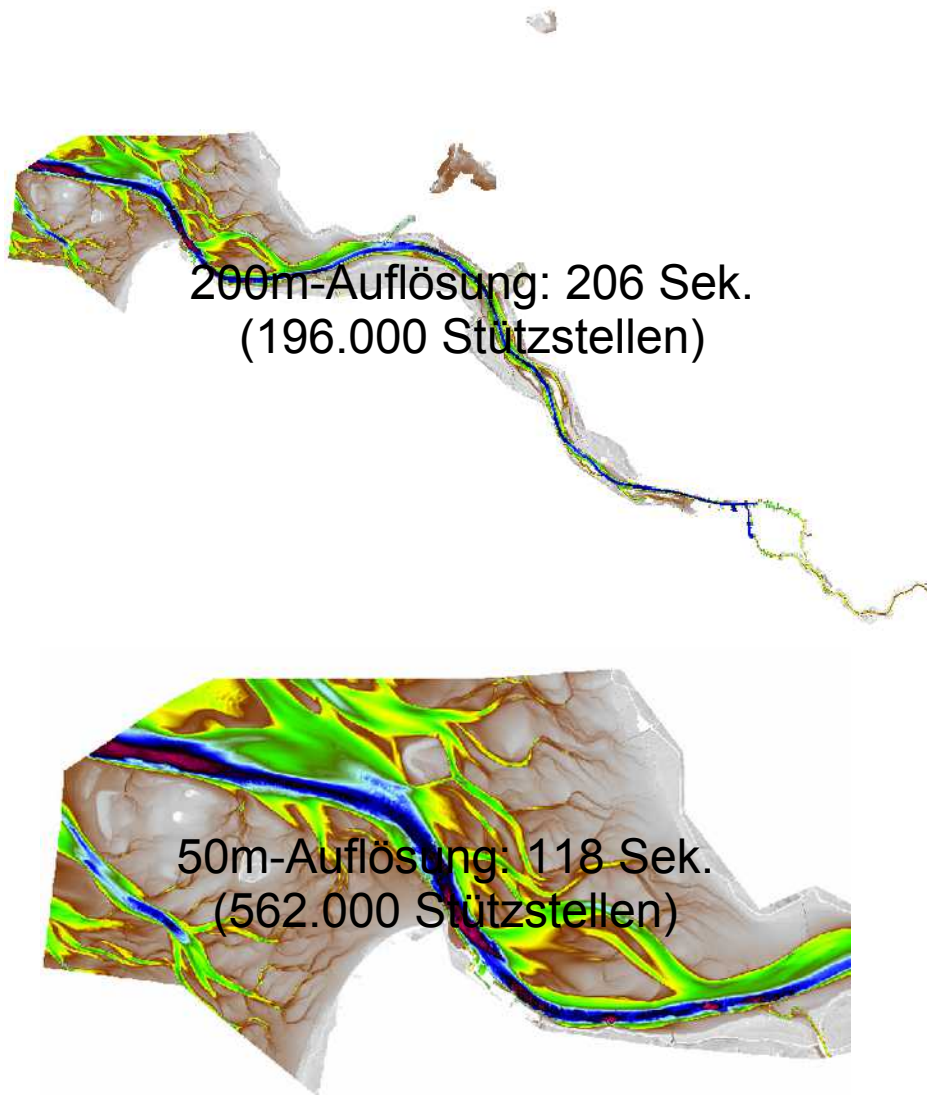 200m-Auflösung: 206 Sek.
(196.000 Stützstellen)
50m-Auflösung: 118 Sek.
(562.000 Stützstellen)